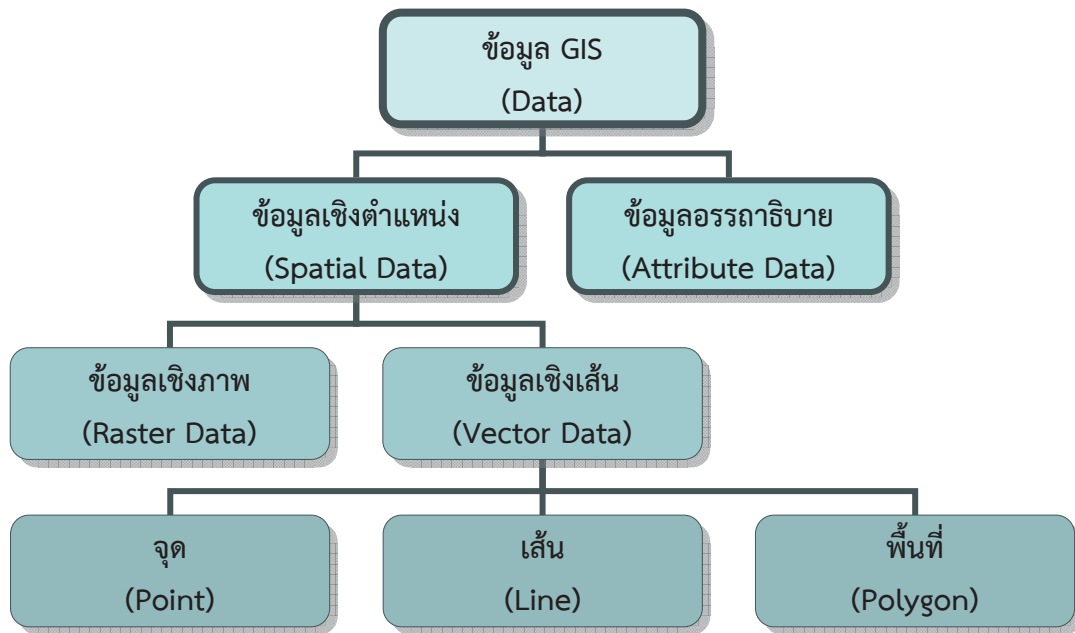 ข้อมูล GIS
(Data)
ข้อมูลเชิงตำแหน่ง
(Spatial Data)
ข้อมูลอรรถาธิบาย
(Attribute Data)
ข้อมูลเชิงภาพ
(Raster Data)
ข้อมูลเชิงเส้น
(Vector Data)
จุด
(Point)
เส้น
(Line)
พื้นที่
(Polygon)